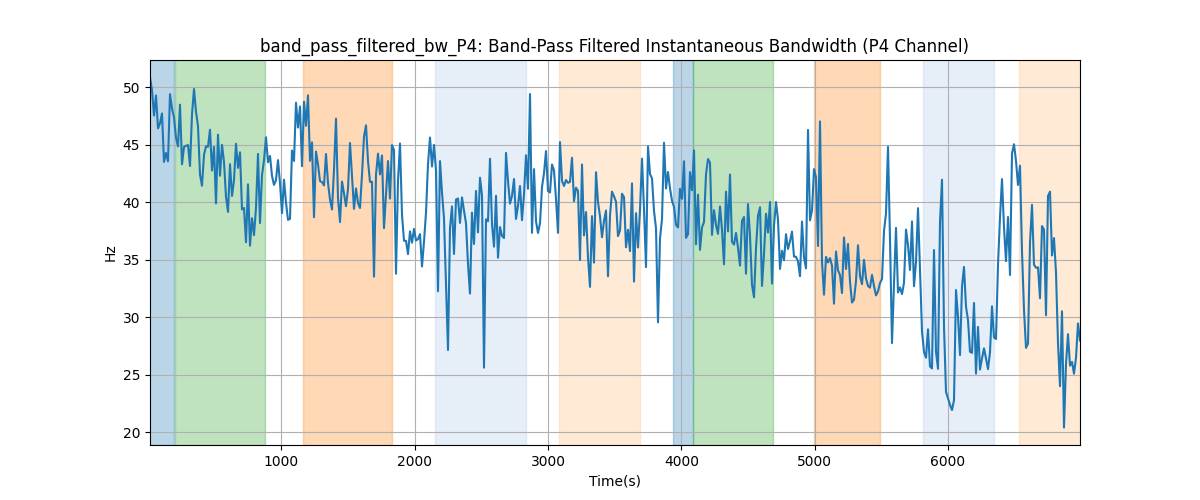 band_pass_filtered_bw_P4: Band-Pass Filtered Instantaneous Bandwidth (P4 Channel)
50
45
40
35
30
25
20
Hz
1000 2000 3000 4000 5000 6000
Time(s)